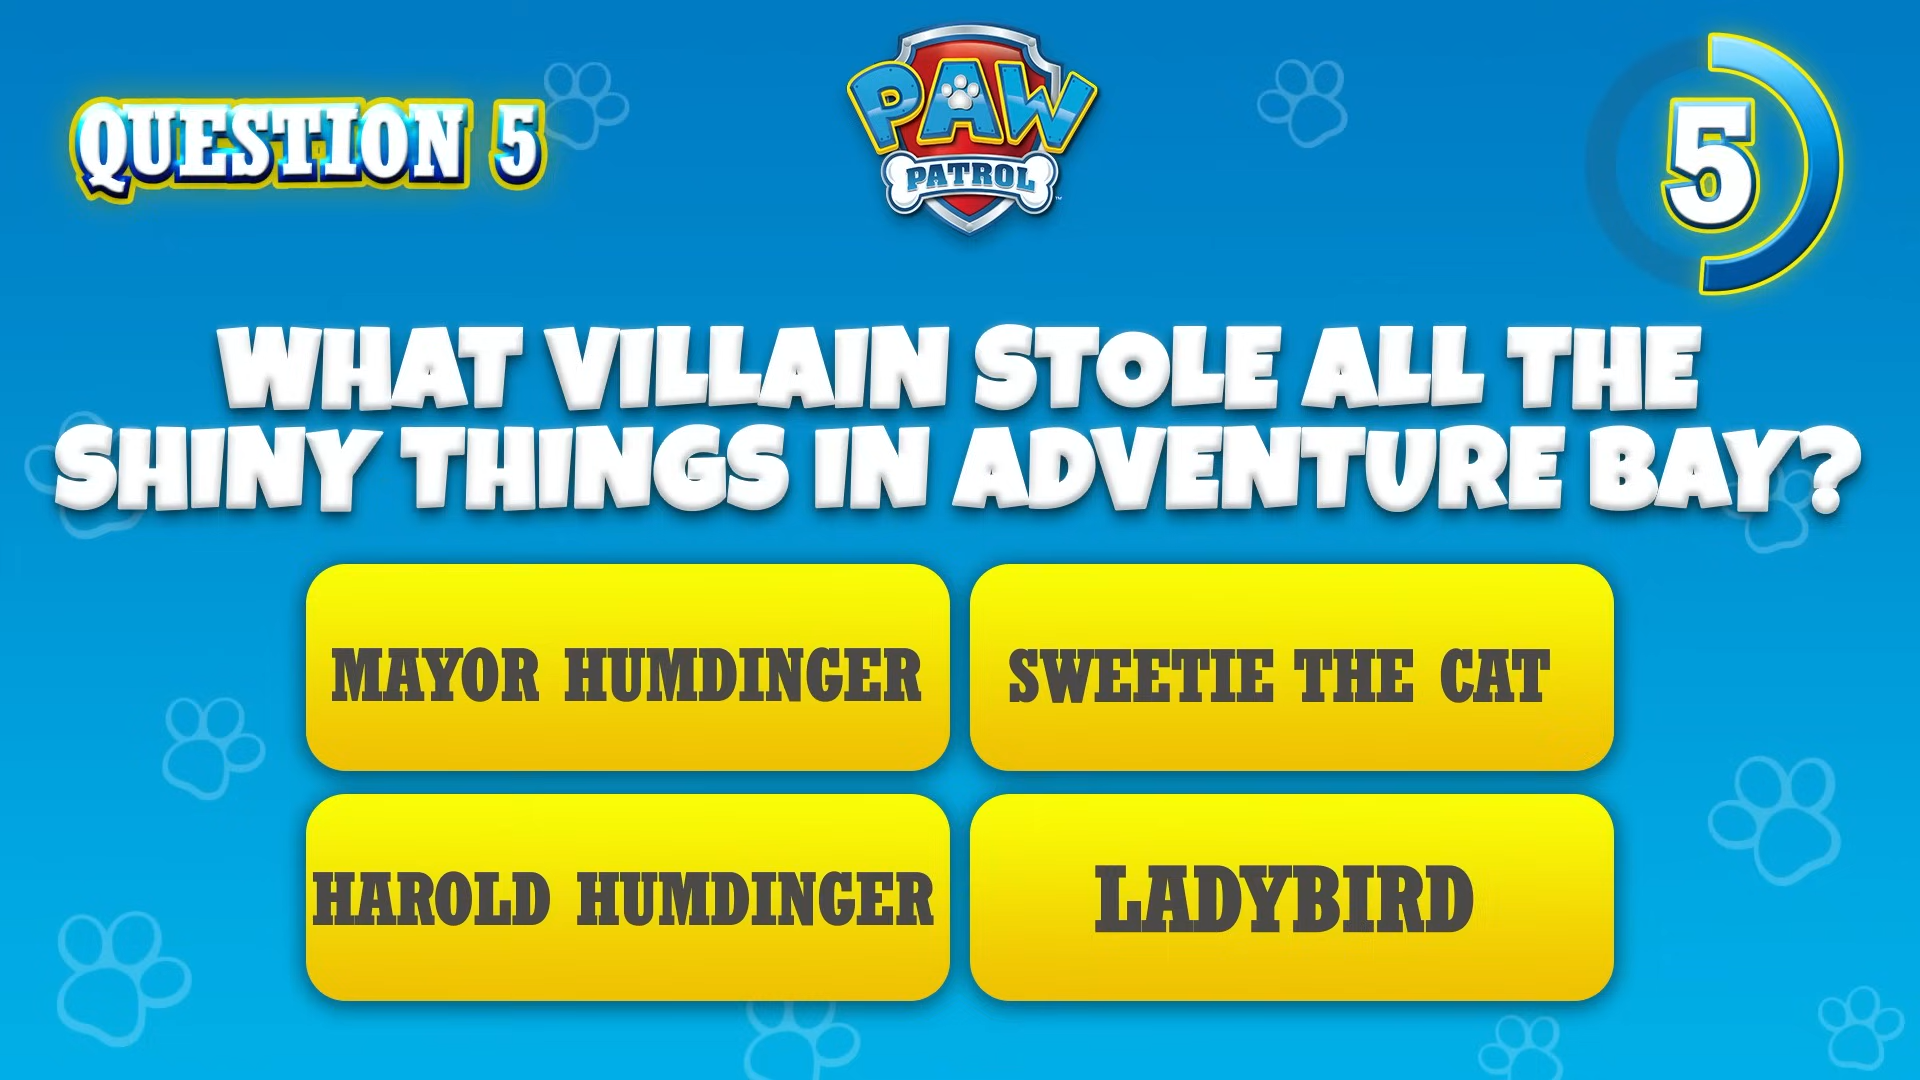 QUESTION 5
PAW
PATROL
5
WHAT VILLAIN STOLE ALL THE
SHINY THINGS IN ADVENTURE BAY?
MAYOR HUMDINGER
SWEETIE THE CAT
HAROLD HUMDINGER
LADYBIRD